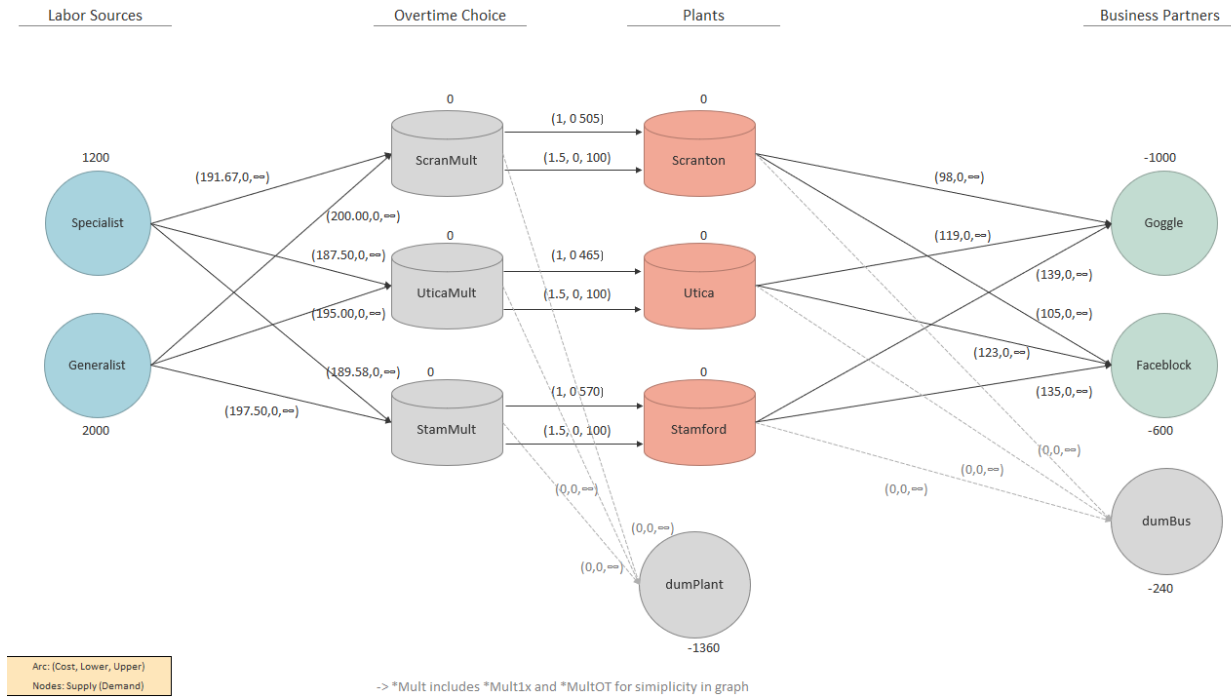 Labor Sources
Overtime Choice
Plants
Business Partners
0
0
(1, 0 505)
ScranMult
Scranton
(1.5, 0, 100)
1200
-1000
(191.67,0,∞)
(98,0,∞)
Specialist
(200.00,0,∞)
Goggle
0
0
(119,0,∞)
(187.50,0,∞)
(1, 0 465)
(139,0,∞)
UticaMult
Utica
(1.5, 0, 100)
(195.00,0,∞)
(105,0,∞)
(123,0,∞)
Generalist
Faceblock
(189.58,0,∞)
0
0
(1, 0 570)
(135,0,∞)
(197.50,0,∞)
2000
StamMult
Stamford
(1.5, 0, 100)
-600
(0,0,∞)
(0,0,∞)
(0,0,∞)
(0,0,∞)
dumBus
(0,0,∞)
(0,0,∞)
dumPlant
-240
-1360
Arc: (Cost, Lower, Upper)
Nodes: Supply (Demand)
-> *Mult includes *Mult1x and *MultOT for simiplicity in graph